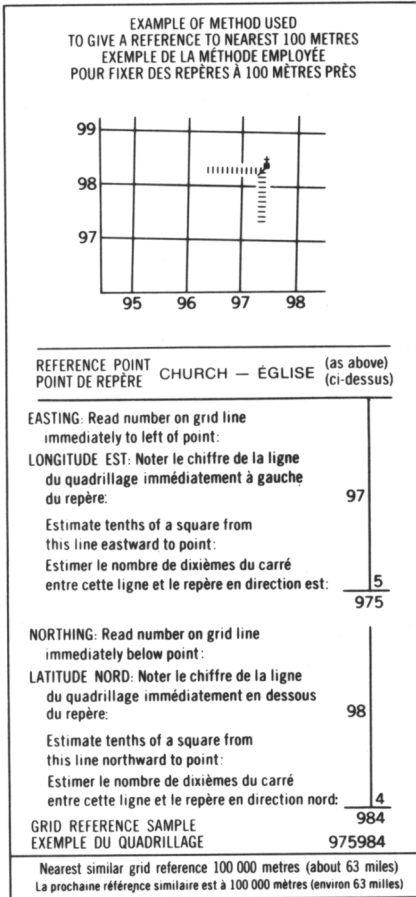 EXAMPLE OF METHOD USED
TO GIVE A REFERENCE TO NEAREST 100 METRES
EXEMPLE DE LA MÉTHODE EMPLOYÉE
POUR FIXER DES REPÈRES À 100 MÈTRES PRÈS
99
98
97
95 96 97 98
REFERENCE POINT
POINT DE REPÈRE
CHURCH — ÉGLISE
(as above)
(ci-dessus)
EASTING: Read number on grid line
immediately to left of point:
LONGITUDE EST: Noter le chiffre de la ligne
du quadrillage immédiatement à gauche
du repère: 97
Estimate tenths of a square from
this line eastward to point:
Estimer le nombre de dixièmes du carré
entre cette ligne et le repère en direction est: 5
975
NORTHING: Read number on grid line
immediately below point:
LATITUDE NORD: Noter le chiffre de la ligne
du quadrillage immédiatement en dessous
du repère: 98
Estimate tenths of a square from
this line northward to point:
Estimer le nombre de dixièmes du carré
entre cette ligne et le repère en direction nord: 4
984
GRID REFERENCE SAMPLE
EXEMPLE DU QUADRILLAGE 975984
Nearest similar grid reference 100 000 metres (about 63 miles)
La prochaine référence similaire est à 100 000 mètres (environ 63 milles)